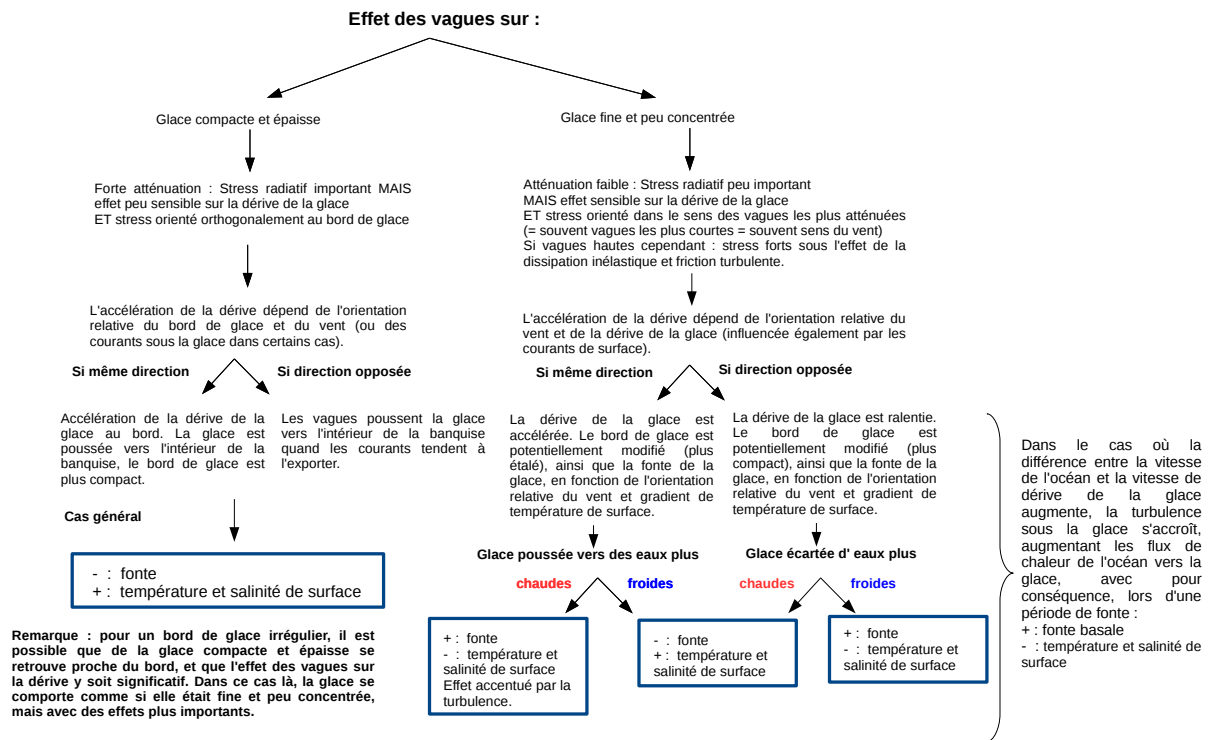 Effet des vagues sur :
Glace compacte et épaisse
Forte atténuation : Stress radiatif important MAIS
effet peu sensible sur la dérive de la glace
ET stress orienté orthogonalement au bord de glace
L'accélération de la dérive dépend de l'orientation
relative du bord de glace et du vent (ou des
courants sous la glace dans certains cas).
Si même direction
Si direction opposée
Accélération de la dérive de la
glace au bord. La glace est
poussée vers l'intérieur de la
banquise, le bord de glace est
plus compact.
Les vagues poussent la glace
vers l'intérieur de la banquise
quand les courants tendent à
l'exporter.
Cas général
- : fonte
+ : température et salinité de surface
Remarque : pour un bord de glace irrégulier, il est
possible que de la glace compacte et épaisse se
retrouve proche du bord, et que l'effet des vagues sur
la dérive y soit significatif. Dans ce cas là, la glace se
comporte comme si elle était fine et peu concentrée,
mais avec des effets plus importants.
Glace fine et peu concentrée
Atténuation faible : Stress radiatif peu important
MAIS effet sensible sur la dérive de la glace
ET stress orienté dans le sens des vagues les plus atténuées
(= souvent vagues les plus courtes = souvent sens du vent)
Si vagues hautes cependant : stress forts sous l'effet de la
dissipation inélastique et friction turbulente.
L'accélération de la dérive dépend de l'orientation relative du
vent et de la dérive de la glace (influencée également par les
courants de surface).
Si même direction
Si direction opposée
La dérive de la glace est
accélérée. Le bord de glace est
potentiellement modifié (plus
étalé), ainsi que la fonte de la
glace, en fonction de l'orientation
relative du vent et gradient de
température de surface.
La dérive de la glace est ralentie.
Le bord de glace est
potentiellement modifié (plus
compact), ainsi que la fonte de la
glace, en fonction de l'orientation
relative du vent et gradient de
température de surface.
Glace poussée vers des eaux plus
chaudes
froides
Glace écartée d' eaux plus
chaudes
froides
+ : fonte
- : température et
salinité de surface
Effet accentué par la
turbulence.
- : fonte
+ : température et
salinité de surface
+ : fonte
- : température et
salinité de surface
Dans le cas où la
différence entre la vitesse
de l'océan et la vitesse de
dérive de la glace
augmente, la turbulence
sous la glace s'accroît,
augmentant les flux de
chaleur de l'océan vers la
glace, avec pour
conséquence, lors d'une
période de fonte :
+ : fonte basale
- : température et salinité de
surface